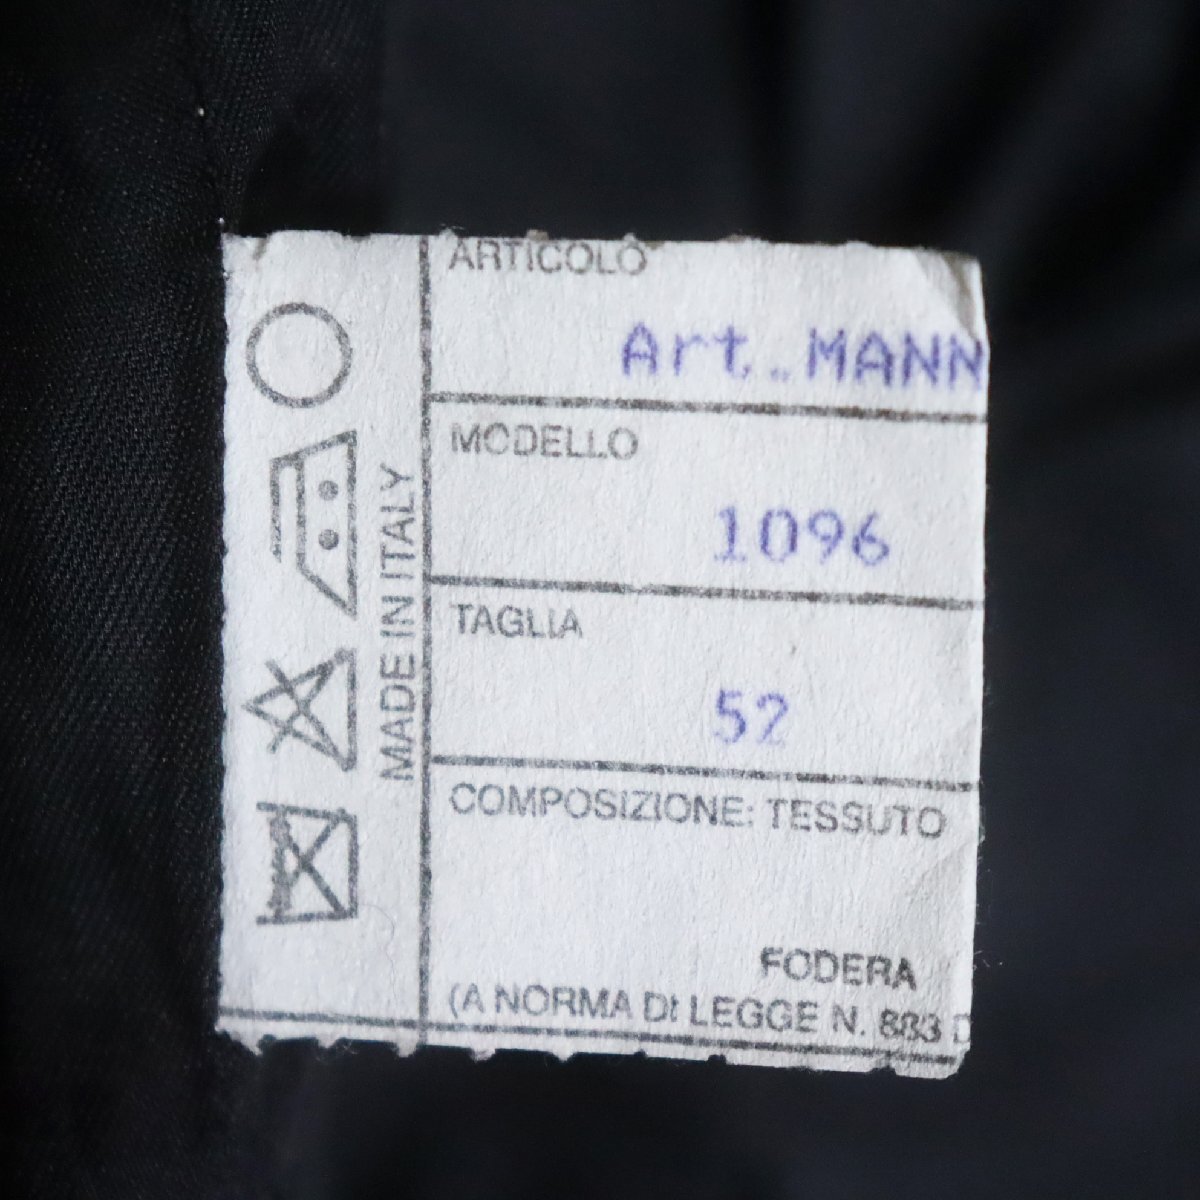 ARTICOLO
Art..MANN
MODELLO
1096
TAGLIA
52
COMPOSIZIONE: TESSUTO
FODERA
(A NORMA DI LEGGE N. 883 D
MADE IN ITALY